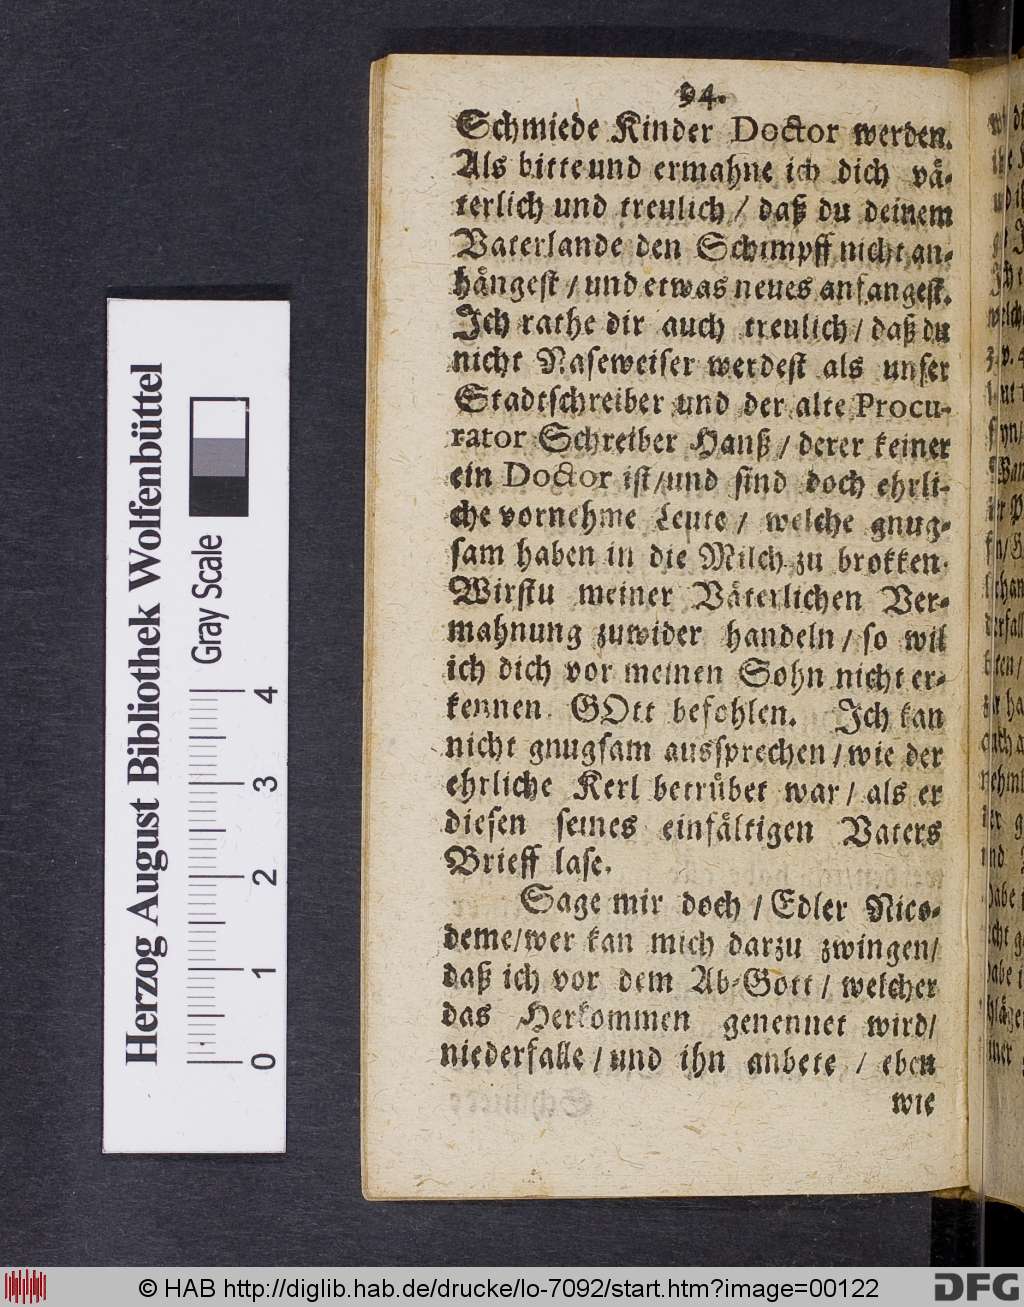 94.
Schmiede Kinder Doctor werden.
Als bitte und ermahne ich dich vä-
terlich und treulich / daß du deinem
Vaterlande den Schimpff nicht an-
hängest / und etwas neues anfangest.
Ich rathe dir auch treulich / daß du
nicht Naseweiser werdest als unser
Stadtschreiber und der alte Procu-
rator Schreiber Hanß / derer keiner
ein Doctor ist / und sind doch ehrli-
che vornehme Leute / welche gnug-
sam haben in die Milch zu brokken.
Wirstu meiner Väterlichen Ver-
mahnung zuwider handeln / so wil
ich dich vor meinen Sohn nicht er-
kennen. GOtt befohlen. Ich kan
nicht gnugsam aussprechen / wie der
ehrliche Kerl betrübet war / als er
diesen seines einfältigen Vaters
Brieff lase.
Sage mir doch / Edler Nico-
deme / wer kan mich darzu zwingen /
daß ich vor dem Ab-Gott / welcher
das Herkommen genennet wird /
niederfalle / und ihn anbete / eben
wie
Herzog August Bibliothek Wolfenbüttel
Gray Scale
0 1 2 3 4
© HAB http://diglib.hab.de/drucke/lo-7092/start.htm?image=00122
DFG